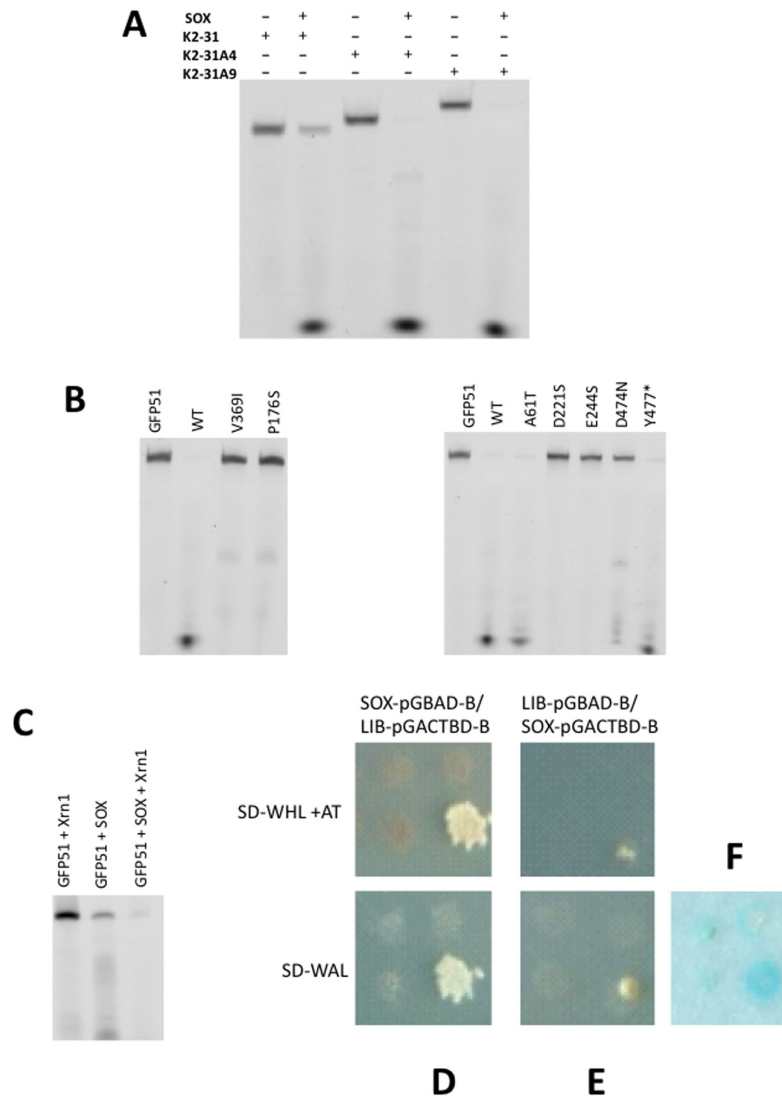 A
SOX – + – + – +
K2-31 + + – – – –
K2-31A4 – – + + – –
K2-31A9 – – – – + +
B
GFP51
WT
V369I
P176S
GFP51
WT
A61T
D221S
E244S
D474N
Y477*
C
GFP51 + Xrn1
GFP51 + SOX
GFP51 + SOX + Xrn1
SOX-pGBAD-B/
LIB-pGACTBD-B
LIB-pGBAD-B/
SOX-pGACTBD-B
SD-WHL +AT
SD-WAL
F
D
E